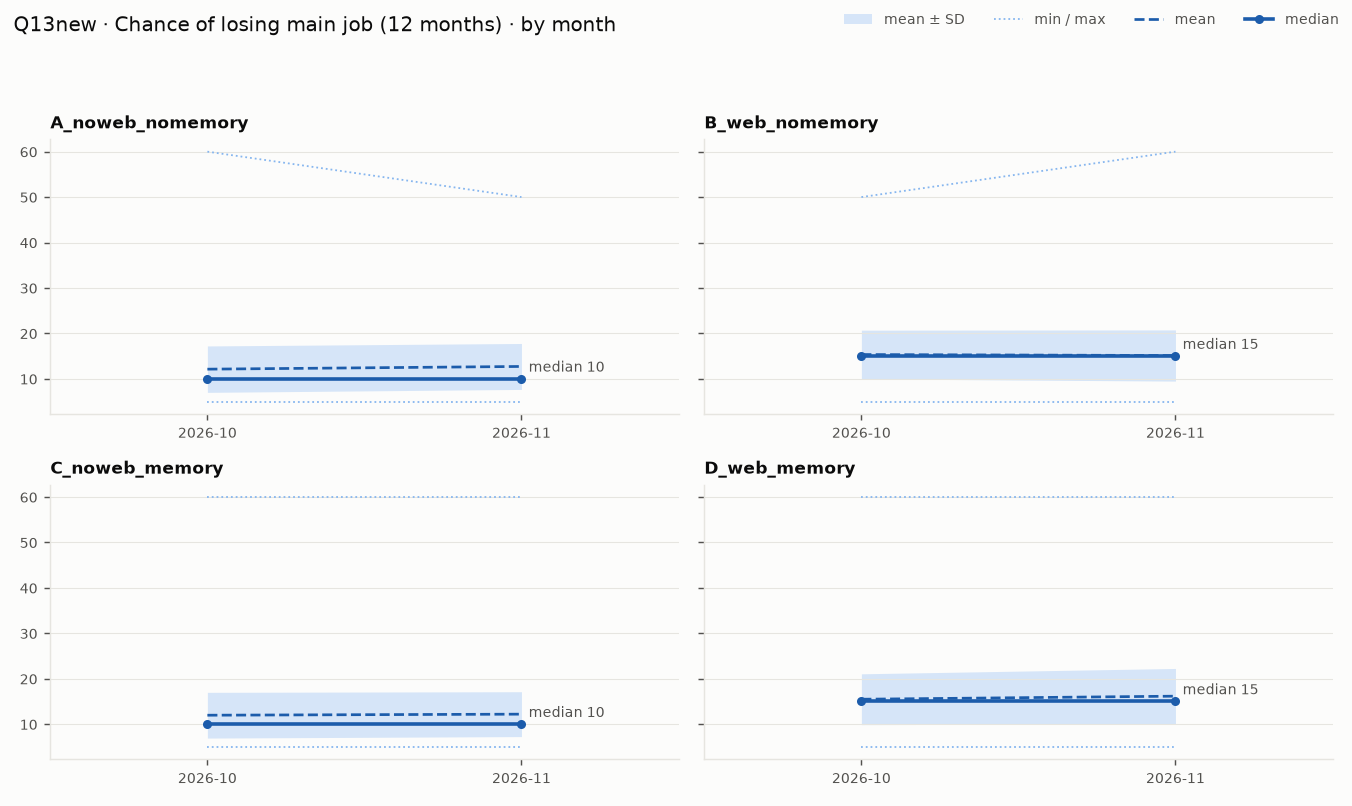 Q13new · Chance of losing main job (12 months) · by month
mean ± SD
min / max
mean
median
A_noweb_nomemory
60
50
40
30
20
10
median 10
2026-10
2026-11
B_web_nomemory
median 15
2026-10
2026-11
C_noweb_memory
60
50
40
30
20
10
median 10
2026-10
2026-11
D_web_memory
median 15
2026-10
2026-11